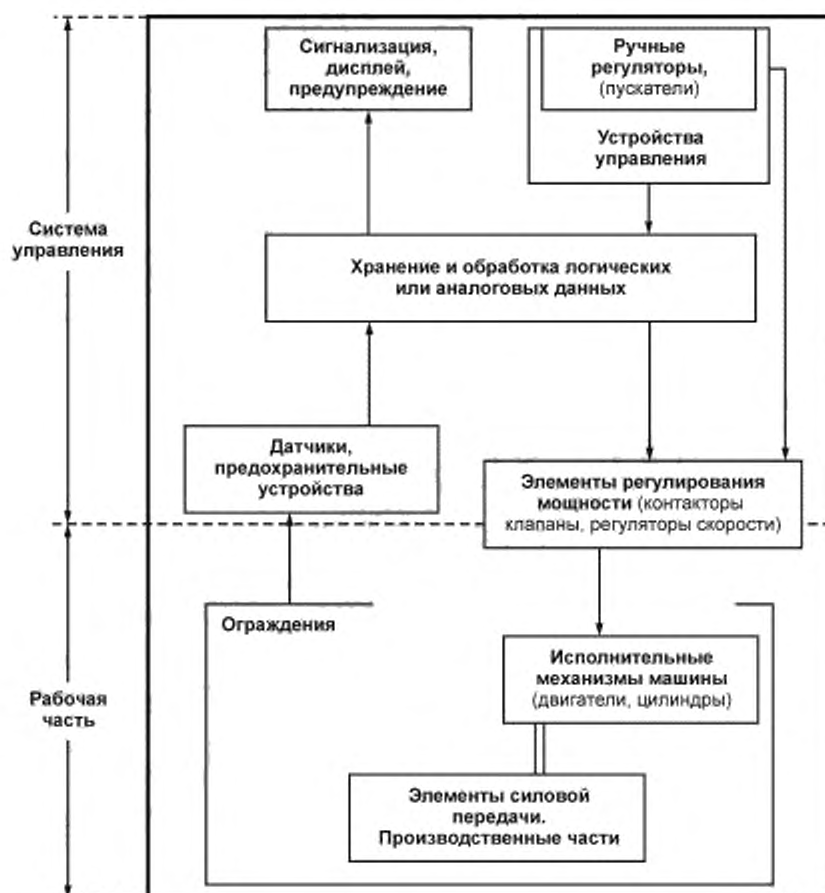 Сигнализация,
дисплей,
предупреждение
Ручные
регуляторы,
(пускатели)
Устройства
управления
Система
управления
Хранение и обработка логических
или аналоговых данных
Датчики,
предохранительные
устройства
Элементы регулирования
мощности (контакторы
клапаны, регуляторы скорости)
Ограждения
Исполнительные
механизмы машины
(двигатели, цилиндры)
Рабочая
часть
Элементы силовой
передачи.
Производственные части